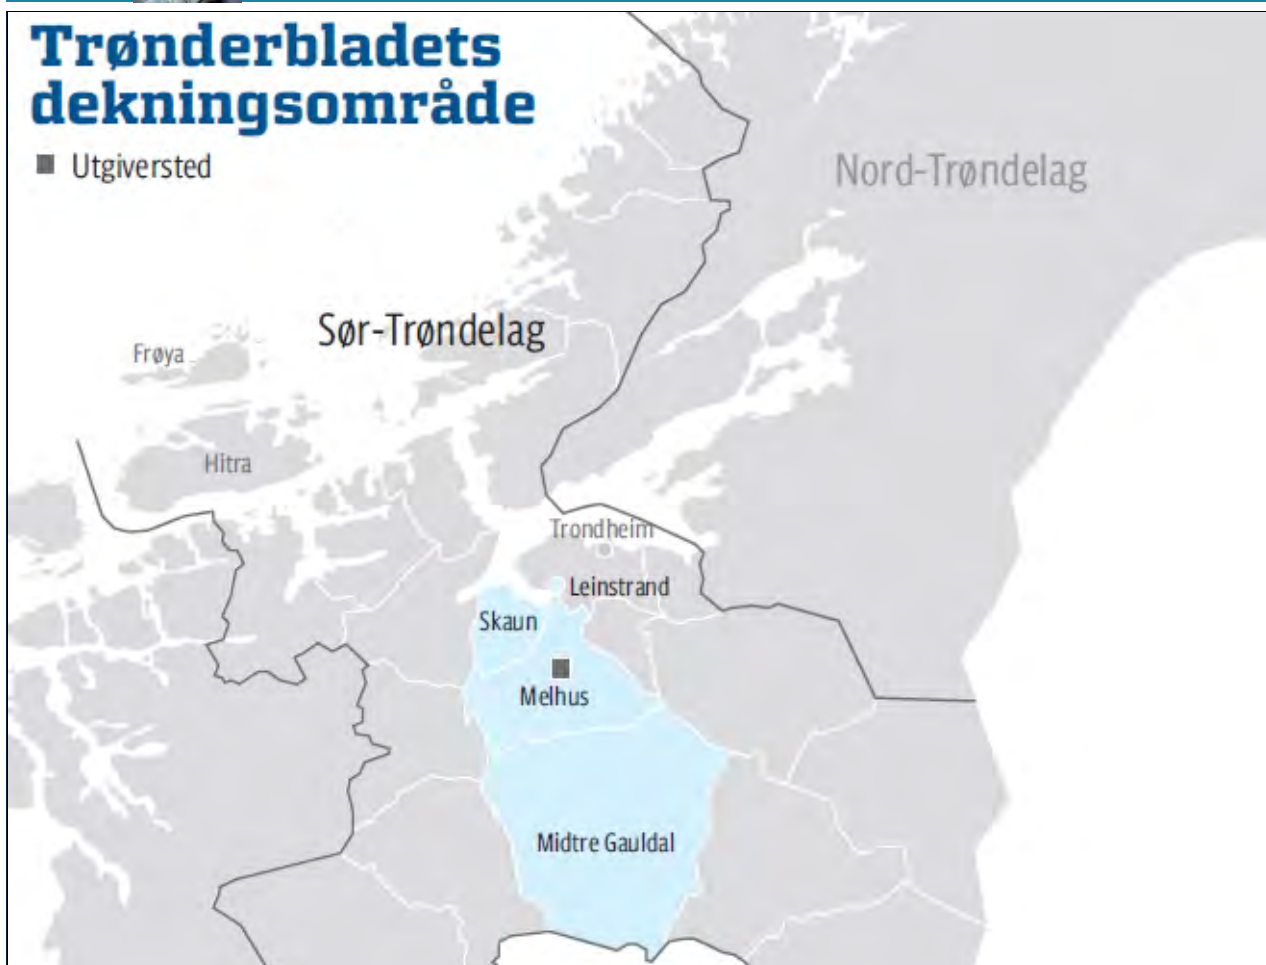 Trønderbladets
dekningsområde
Utgiversted
Nord-Trøndelag
Sør-Trøndelag
Frøya
Hitra
Trondheim
Leinstrand
Skaun
Melhus
Midtre Gauldal